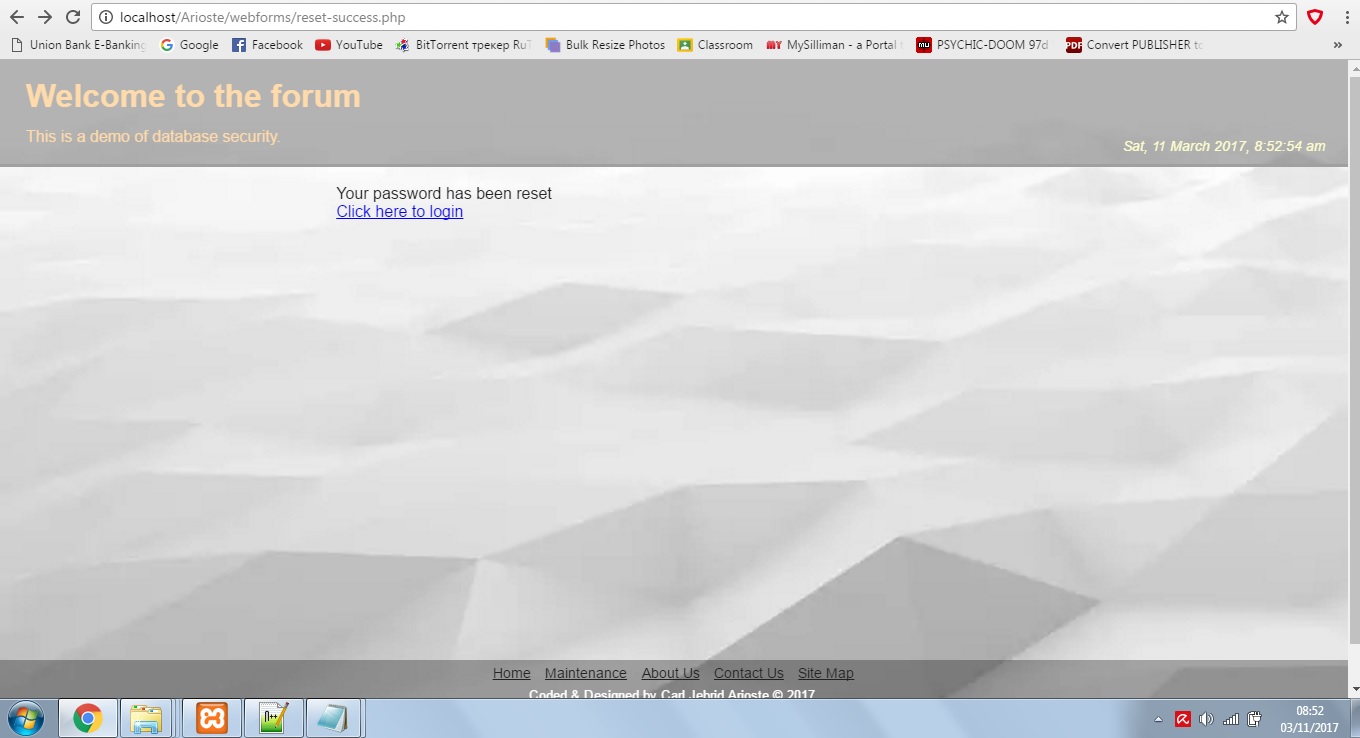 localhost/Arioste/webforms/reset-success.php
Union Bank E-Banking Google Facebook YouTube BitTorrent трекер RuT Bulk Resize Photos Classroom MySilliman - a Portal PSYCHIC-DOOM 97d Convert PUBLISHER to »
Welcome to the forum
This is a demo of database security.
Sat, 11 March 2017, 8:52:54 am
Your password has been reset
Click here to login
Home Maintenance About Us Contact Us Site Map
Coded & Designed by Carl Jebrid Arioste © 2017
08:52
03/11/2017